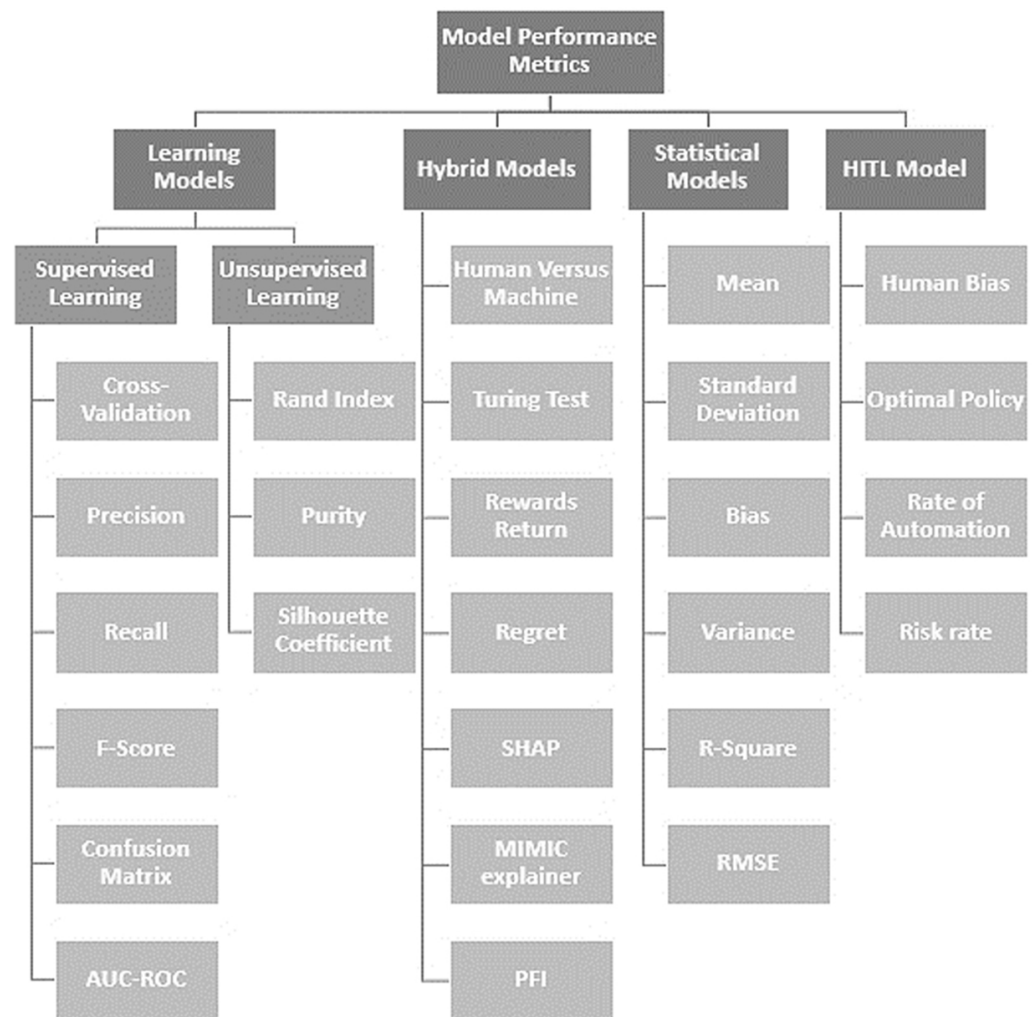 Model Performance
Metrics
Learning
Models
Hybrid Models
Statistical
Models
HITL Model
Supervised
Learning
Unsupervised
Learning
Cross-
Validation
Precision
Recall
F-Score
Confusion
Matrix
AUC-ROC
Rand Index
Purity
Silhouette
Coefficient
Human Versus
Machine
Turing Test
Rewards
Return
Regret
SHAP
MIMIC
explainer
PFI
Mean
Standard
Deviation
Bias
Variance
R-Square
RMSE
Human Bias
Optimal Policy
Rate of
Automation
Risk rate